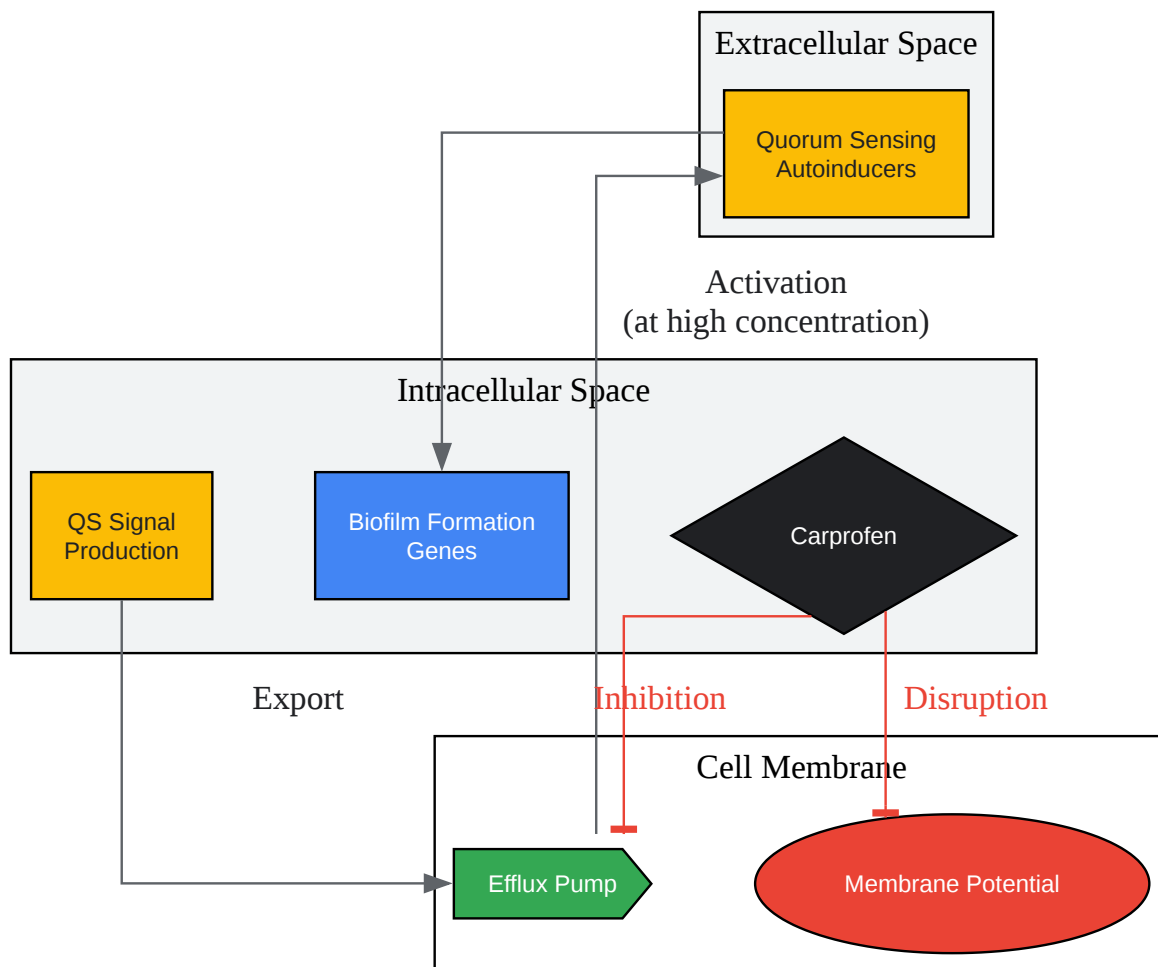 Extracellular Space
Quorum Sensing
Autoinducers
Activation
(at high concentration)
Intracellular Space
QS Signal
Production
Biofilm Formation
Genes
Carprofen
Export
Inhibition
Disruption
Cell Membrane
Efflux Pump
Membrane Potential